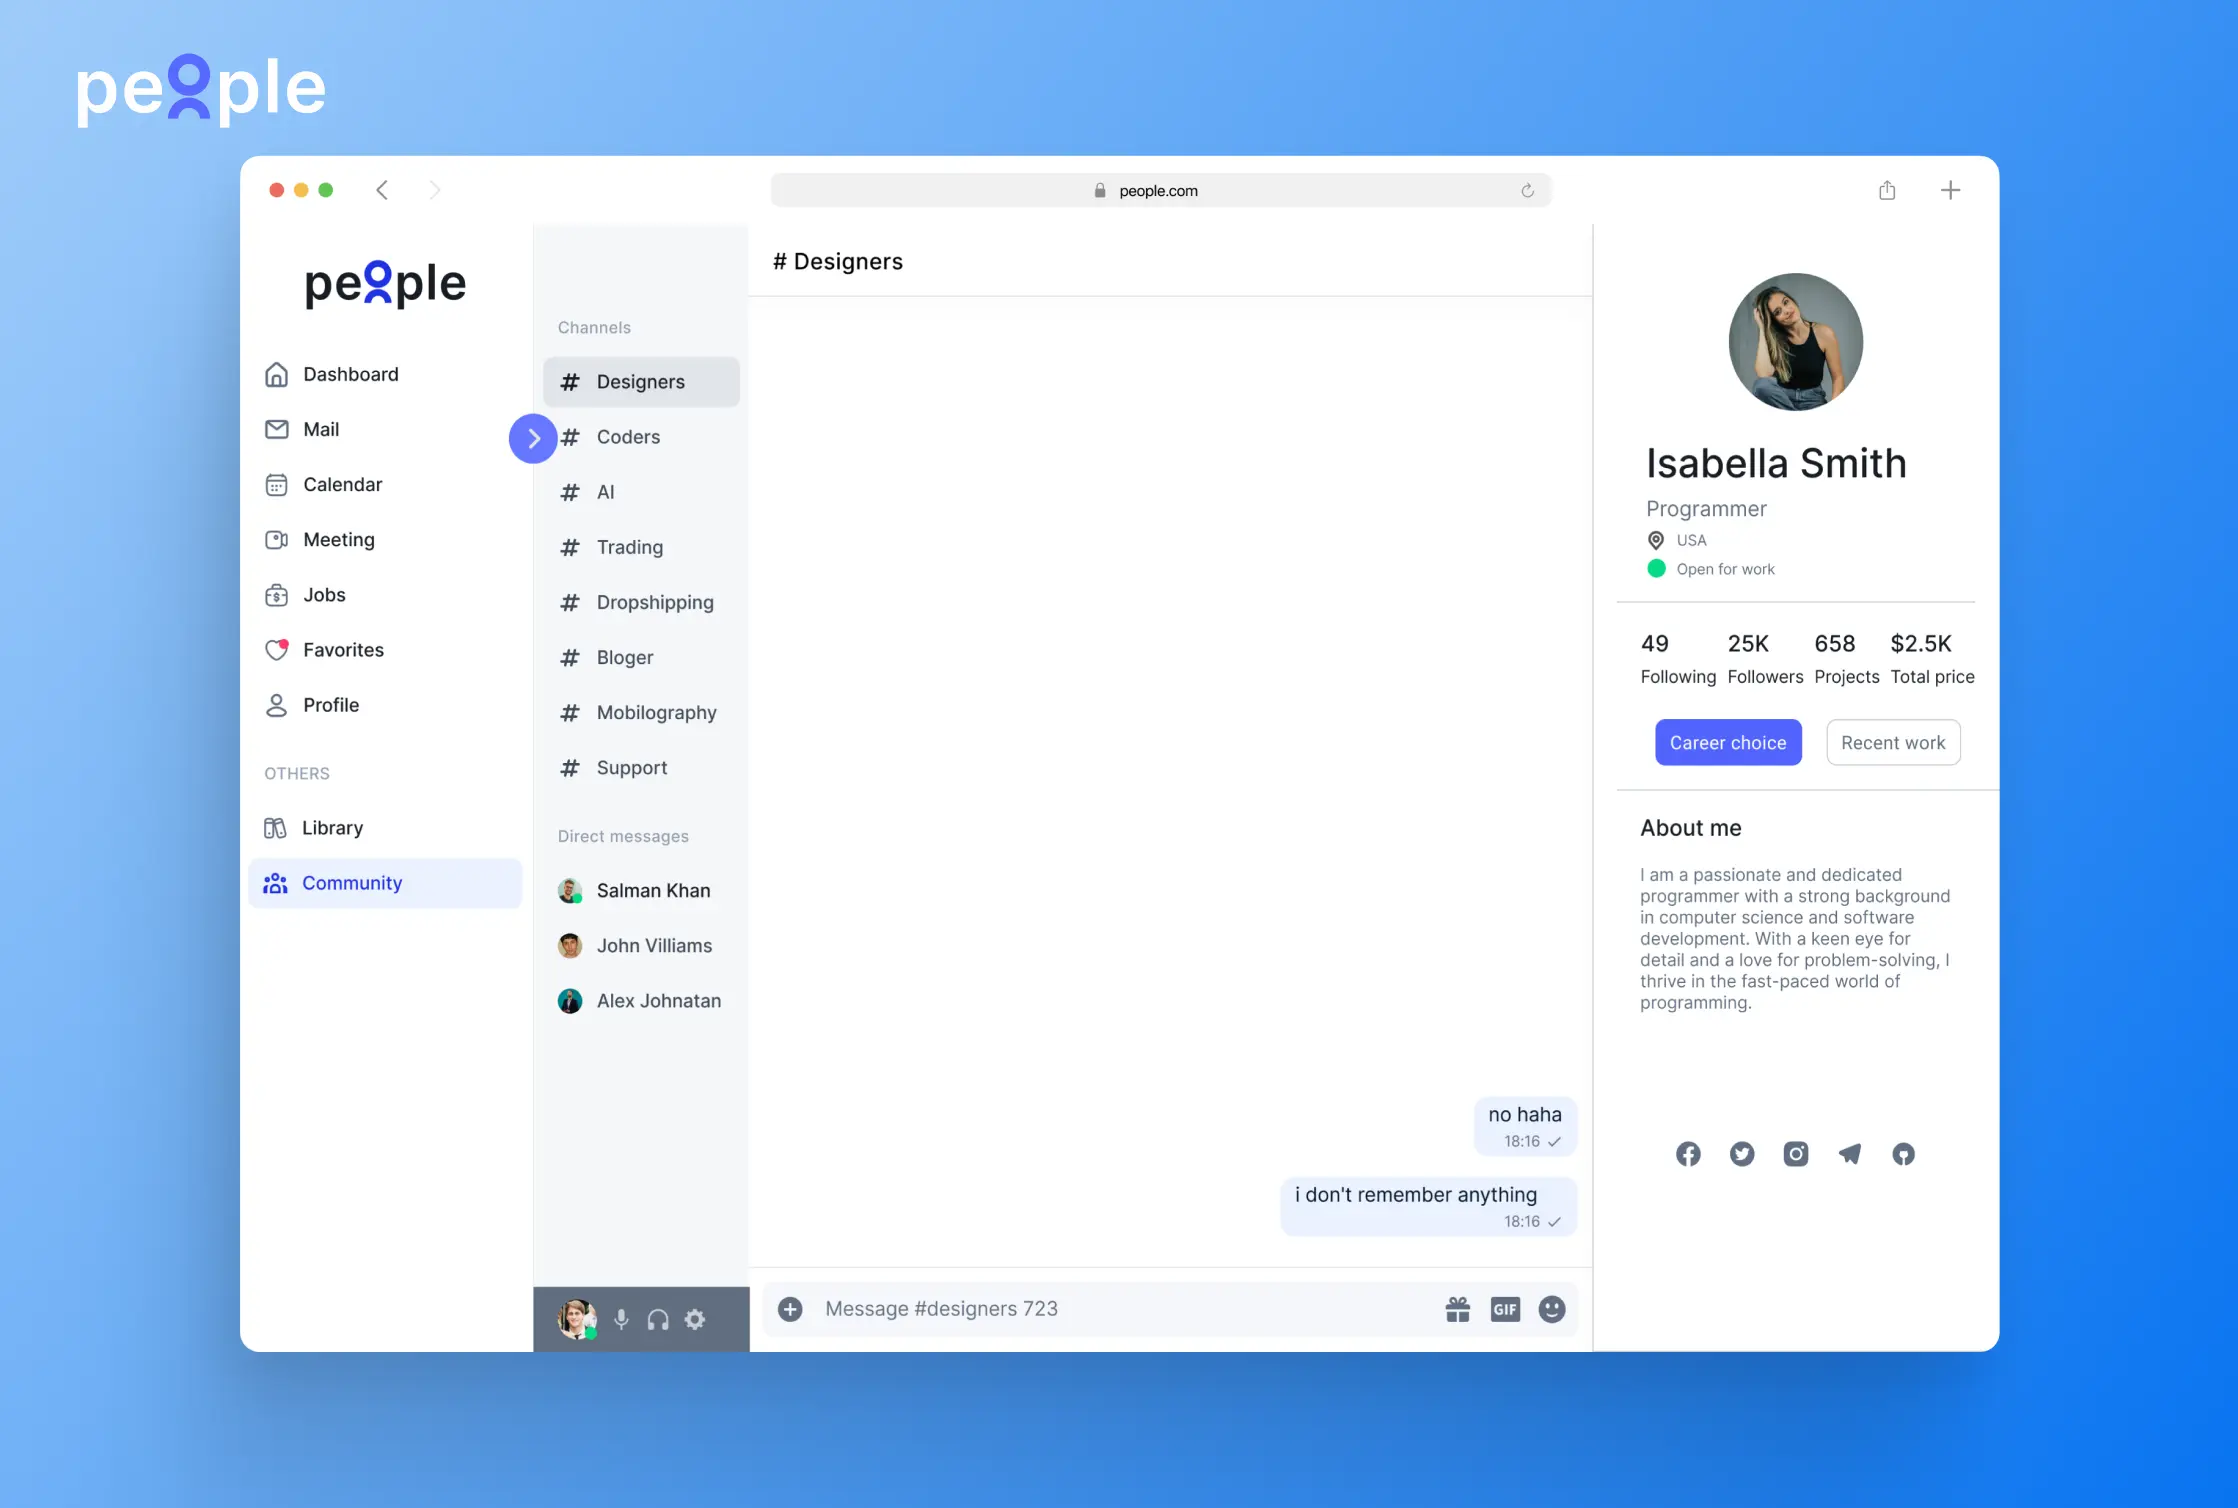 people
people.com
people
Dashboard
Mail
Calendar
Meeting
Jobs
Favorites
Profile
OTHERS
Library
Community
Channels
# Designers
# Coders
# AI
# Trading
# Dropshipping
# Bloger
# Mobilography
# Support
Direct messages
Salman Khan
John Villiams
Alex Johnatan
# Designers
no haha
18:16
i don't remember anything
18:16
Message #designers 723
GIF
Isabella Smith
Programmer
USA
Open for work
49 25K 658 $2.5K
Following Followers Projects Total price
Career choice Recent work
About me
I am a passionate and dedicated
programmer with a strong background
in computer science and software
development. With a keen eye for
detail and a love for problem-solving, I
thrive in the fast-paced world of
programming.